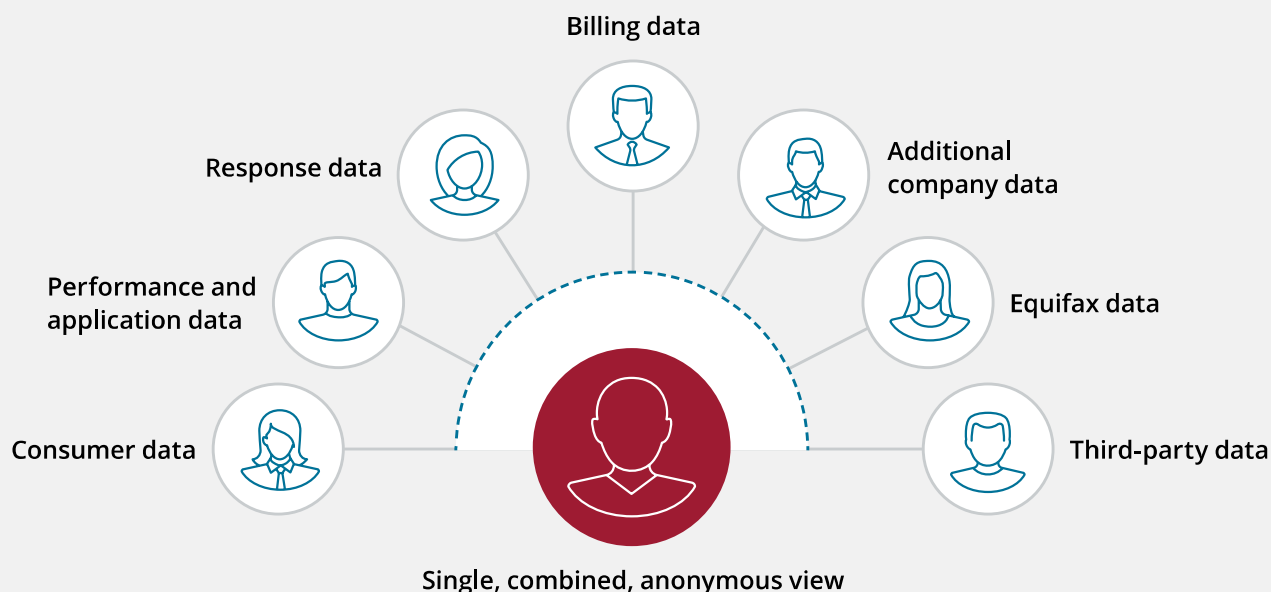 Billing data
Response data
Additional
company data
Performance and
application data
Equifax data
Consumer data
Third-party data
Single, combined, anonymous view